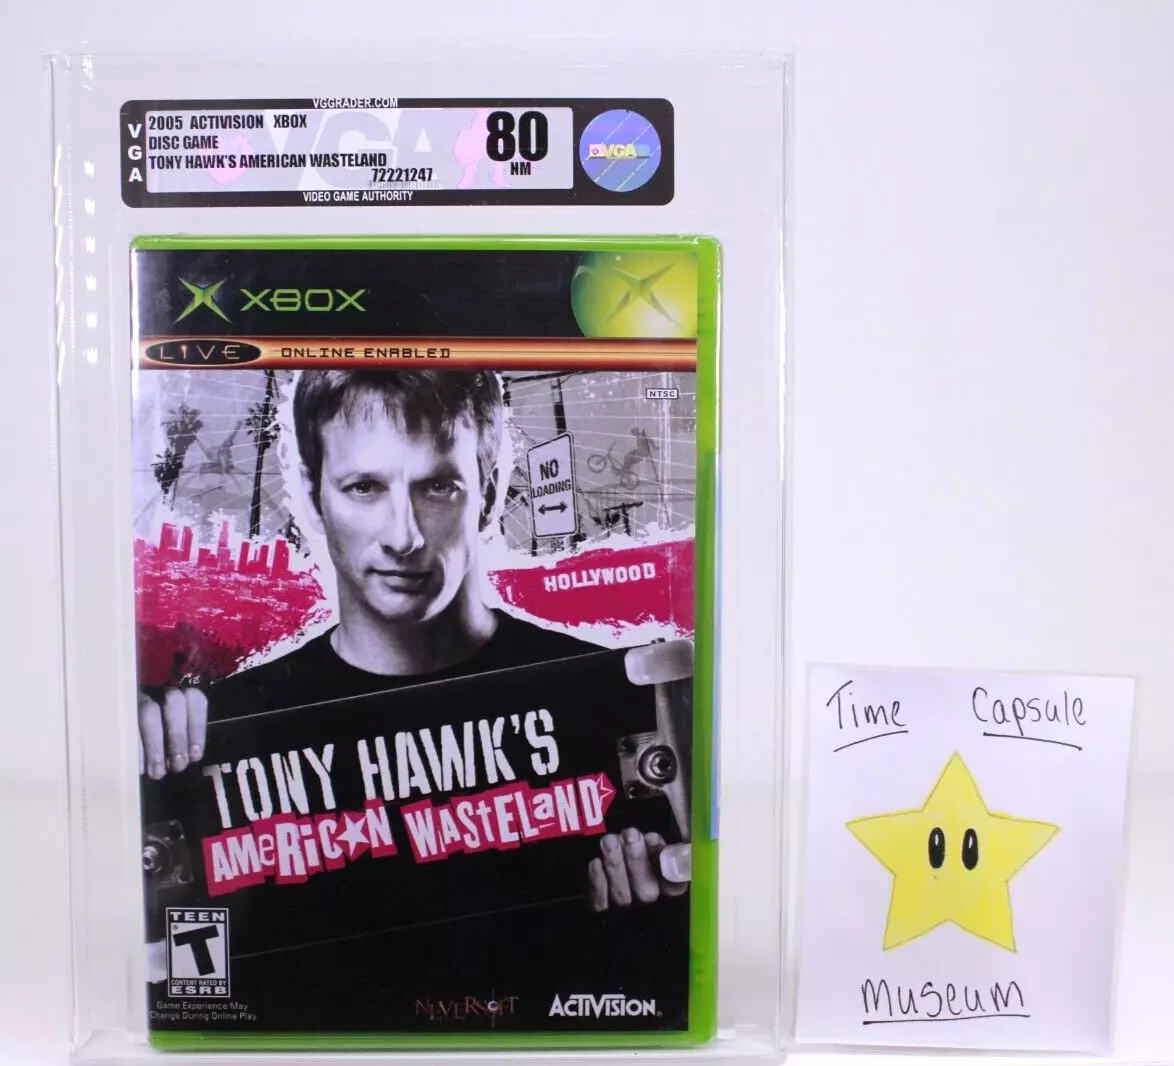 VGGRADER.COM
VGA
2005 ACTIVISION XBOX
DISC GAME
TONY HAWK'S AMERICAN WASTELAND
72221247
80
NM
VGA
VIDEO GAME AUTHORITY
XBOX
LIVE ONLINE ENABLED
NTSC
NO
LOADING
HOLLYWOOD
TONY HAWK'S
AMeRiCAN WAStELaND
TEEN
T
CONTENT RATED BY
ESRB
Game Experience May
Change During Online Play
NEVERSOFT
ACTIVISION
Time Capsule
Museum